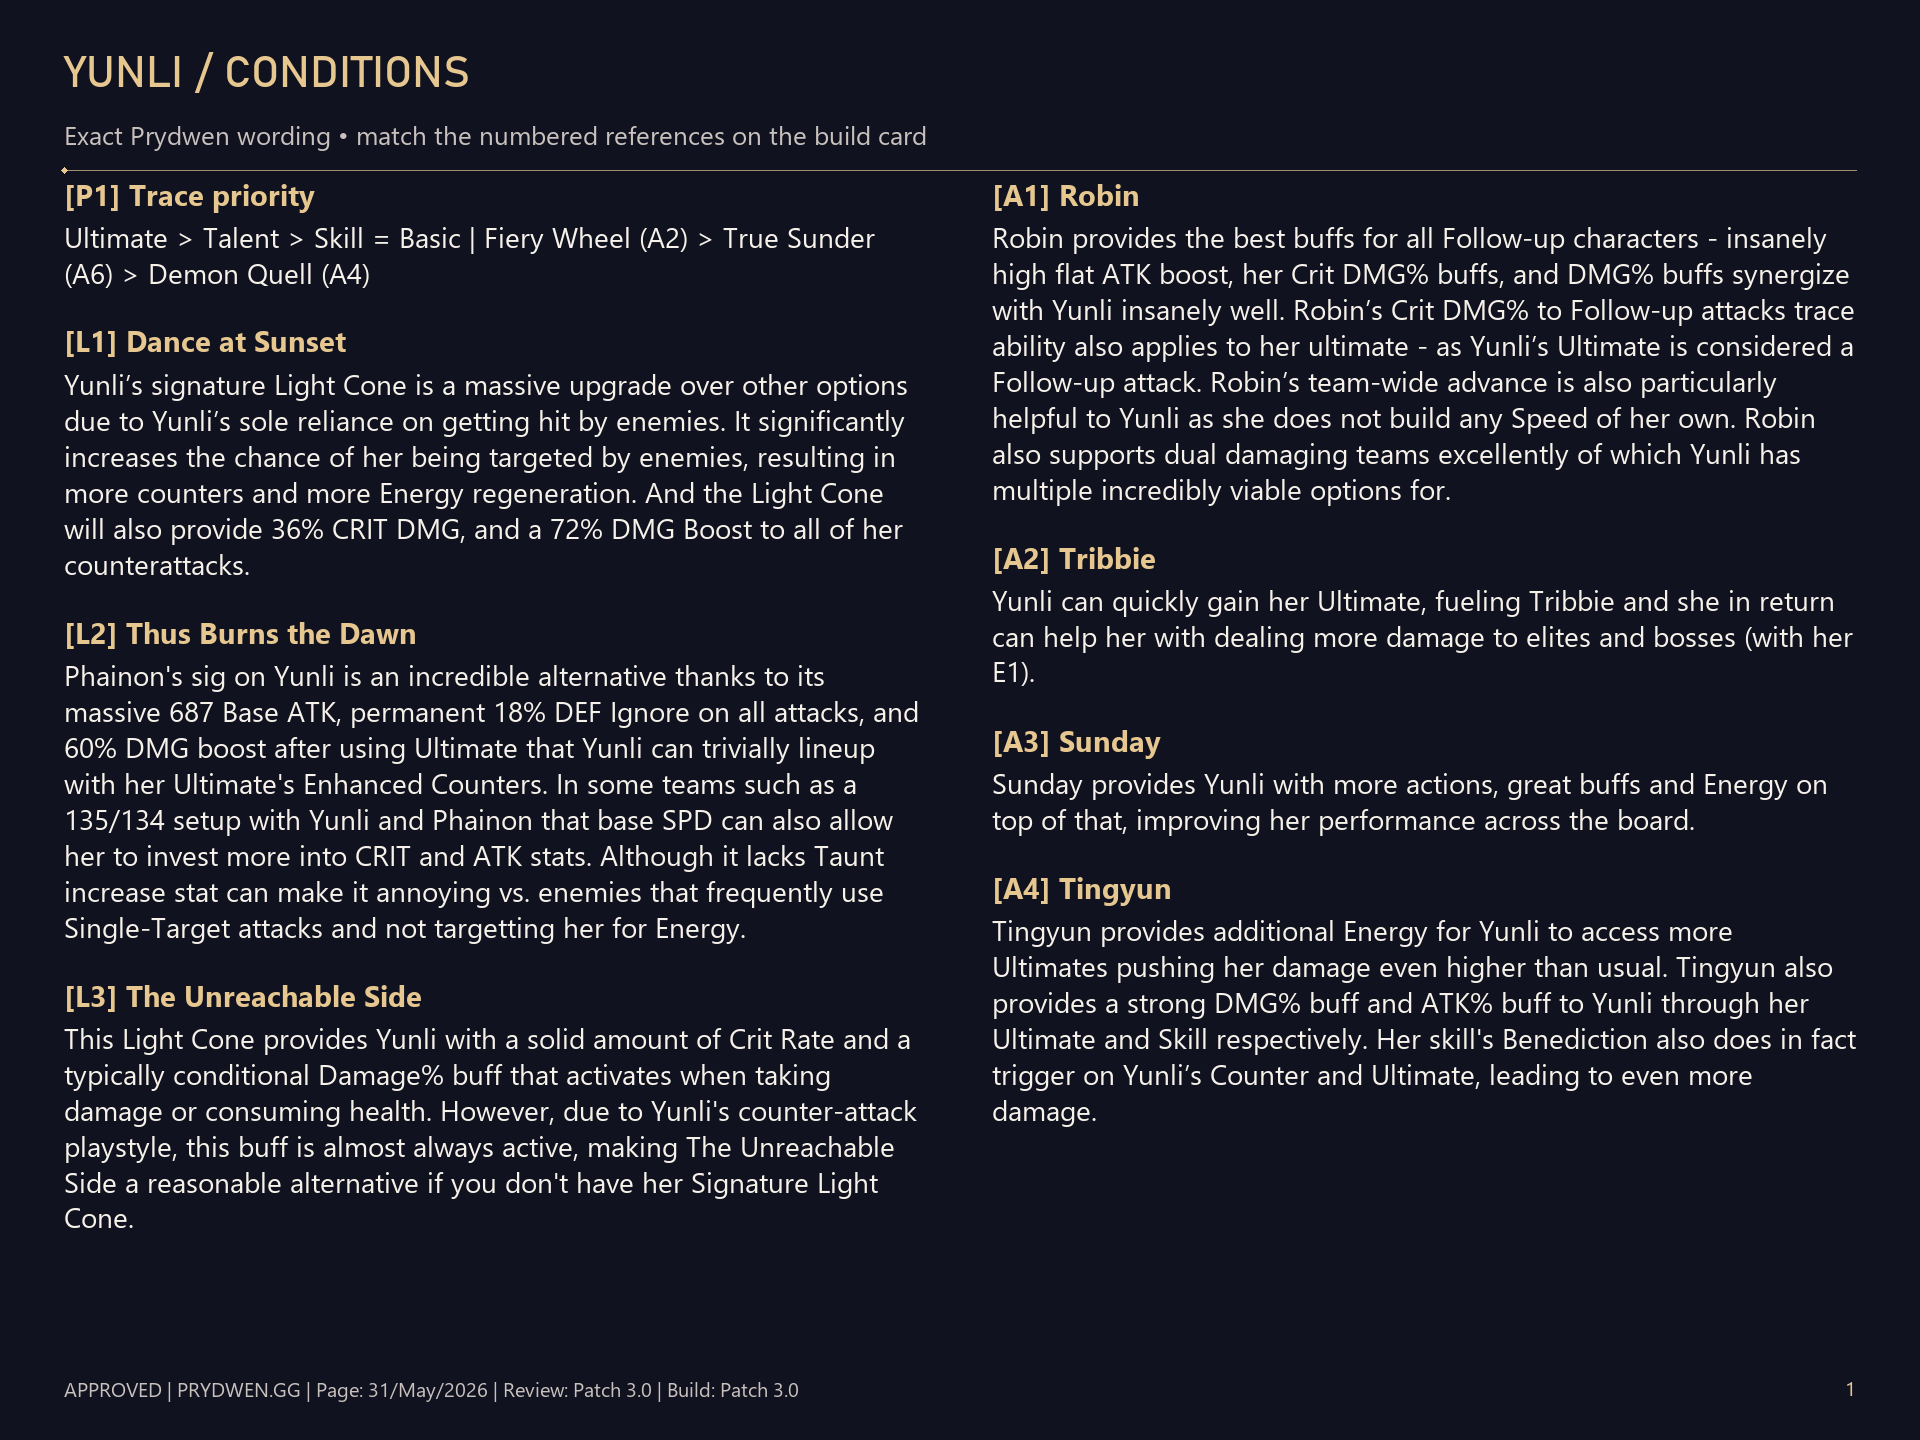 YUNLI / CONDITIONS
Exact Prydwen wording • match the numbered references on the build card
[P1] Trace priority
Ultimate > Talent > Skill = Basic | Fiery Wheel (A2) > True Sunder
(A6) > Demon Quell (A4)
[L1] Dance at Sunset
Yunli’s signature Light Cone is a massive upgrade over other options
due to Yunli’s sole reliance on getting hit by enemies. It significantly
increases the chance of her being targeted by enemies, resulting in
more counters and more Energy regeneration. And the Light Cone
will also provide 36% CRIT DMG, and a 72% DMG Boost to all of her
counterattacks.
[L2] Thus Burns the Dawn
Phainon's sig on Yunli is an incredible alternative thanks to its
massive 687 Base ATK, permanent 18% DEF Ignore on all attacks, and
60% DMG boost after using Ultimate that Yunli can trivially lineup
with her Ultimate's Enhanced Counters. In some teams such as a
135/134 setup with Yunli and Phainon that base SPD can also allow
her to invest more into CRIT and ATK stats. Although it lacks Taunt
increase stat can make it annoying vs. enemies that frequently use
Single-Target attacks and not targetting her for Energy.
[L3] The Unreachable Side
This Light Cone provides Yunli with a solid amount of Crit Rate and a
typically conditional Damage% buff that activates when taking
damage or consuming health. However, due to Yunli's counter-attack
playstyle, this buff is almost always active, making The Unreachable
Side a reasonable alternative if you don't have her Signature Light
Cone.
[A1] Robin
Robin provides the best buffs for all Follow-up characters - insanely
high flat ATK boost, her Crit DMG% buffs, and DMG% buffs synergize
with Yunli insanely well. Robin’s Crit DMG% to Follow-up attacks trace
ability also applies to her ultimate - as Yunli’s Ultimate is considered a
Follow-up attack. Robin’s team-wide advance is also particularly
helpful to Yunli as she does not build any Speed of her own. Robin
also supports dual damaging teams excellently of which Yunli has
multiple incredibly viable options for.
[A2] Tribbie
Yunli can quickly gain her Ultimate, fueling Tribbie and she in return
can help her with dealing more damage to elites and bosses (with her
E1).
[A3] Sunday
Sunday provides Yunli with more actions, great buffs and Energy on
top of that, improving her performance across the board.
[A4] Tingyun
Tingyun provides additional Energy for Yunli to access more
Ultimates pushing her damage even higher than usual. Tingyun also
provides a strong DMG% buff and ATK% buff to Yunli through her
Ultimate and Skill respectively. Her skill's Benediction also does in fact
trigger on Yunli’s Counter and Ultimate, leading to even more
damage.
APPROVED | PRYDWEN.GG | Page: 31/May/2026 | Review: Patch 3.0 | Build: Patch 3.0
1